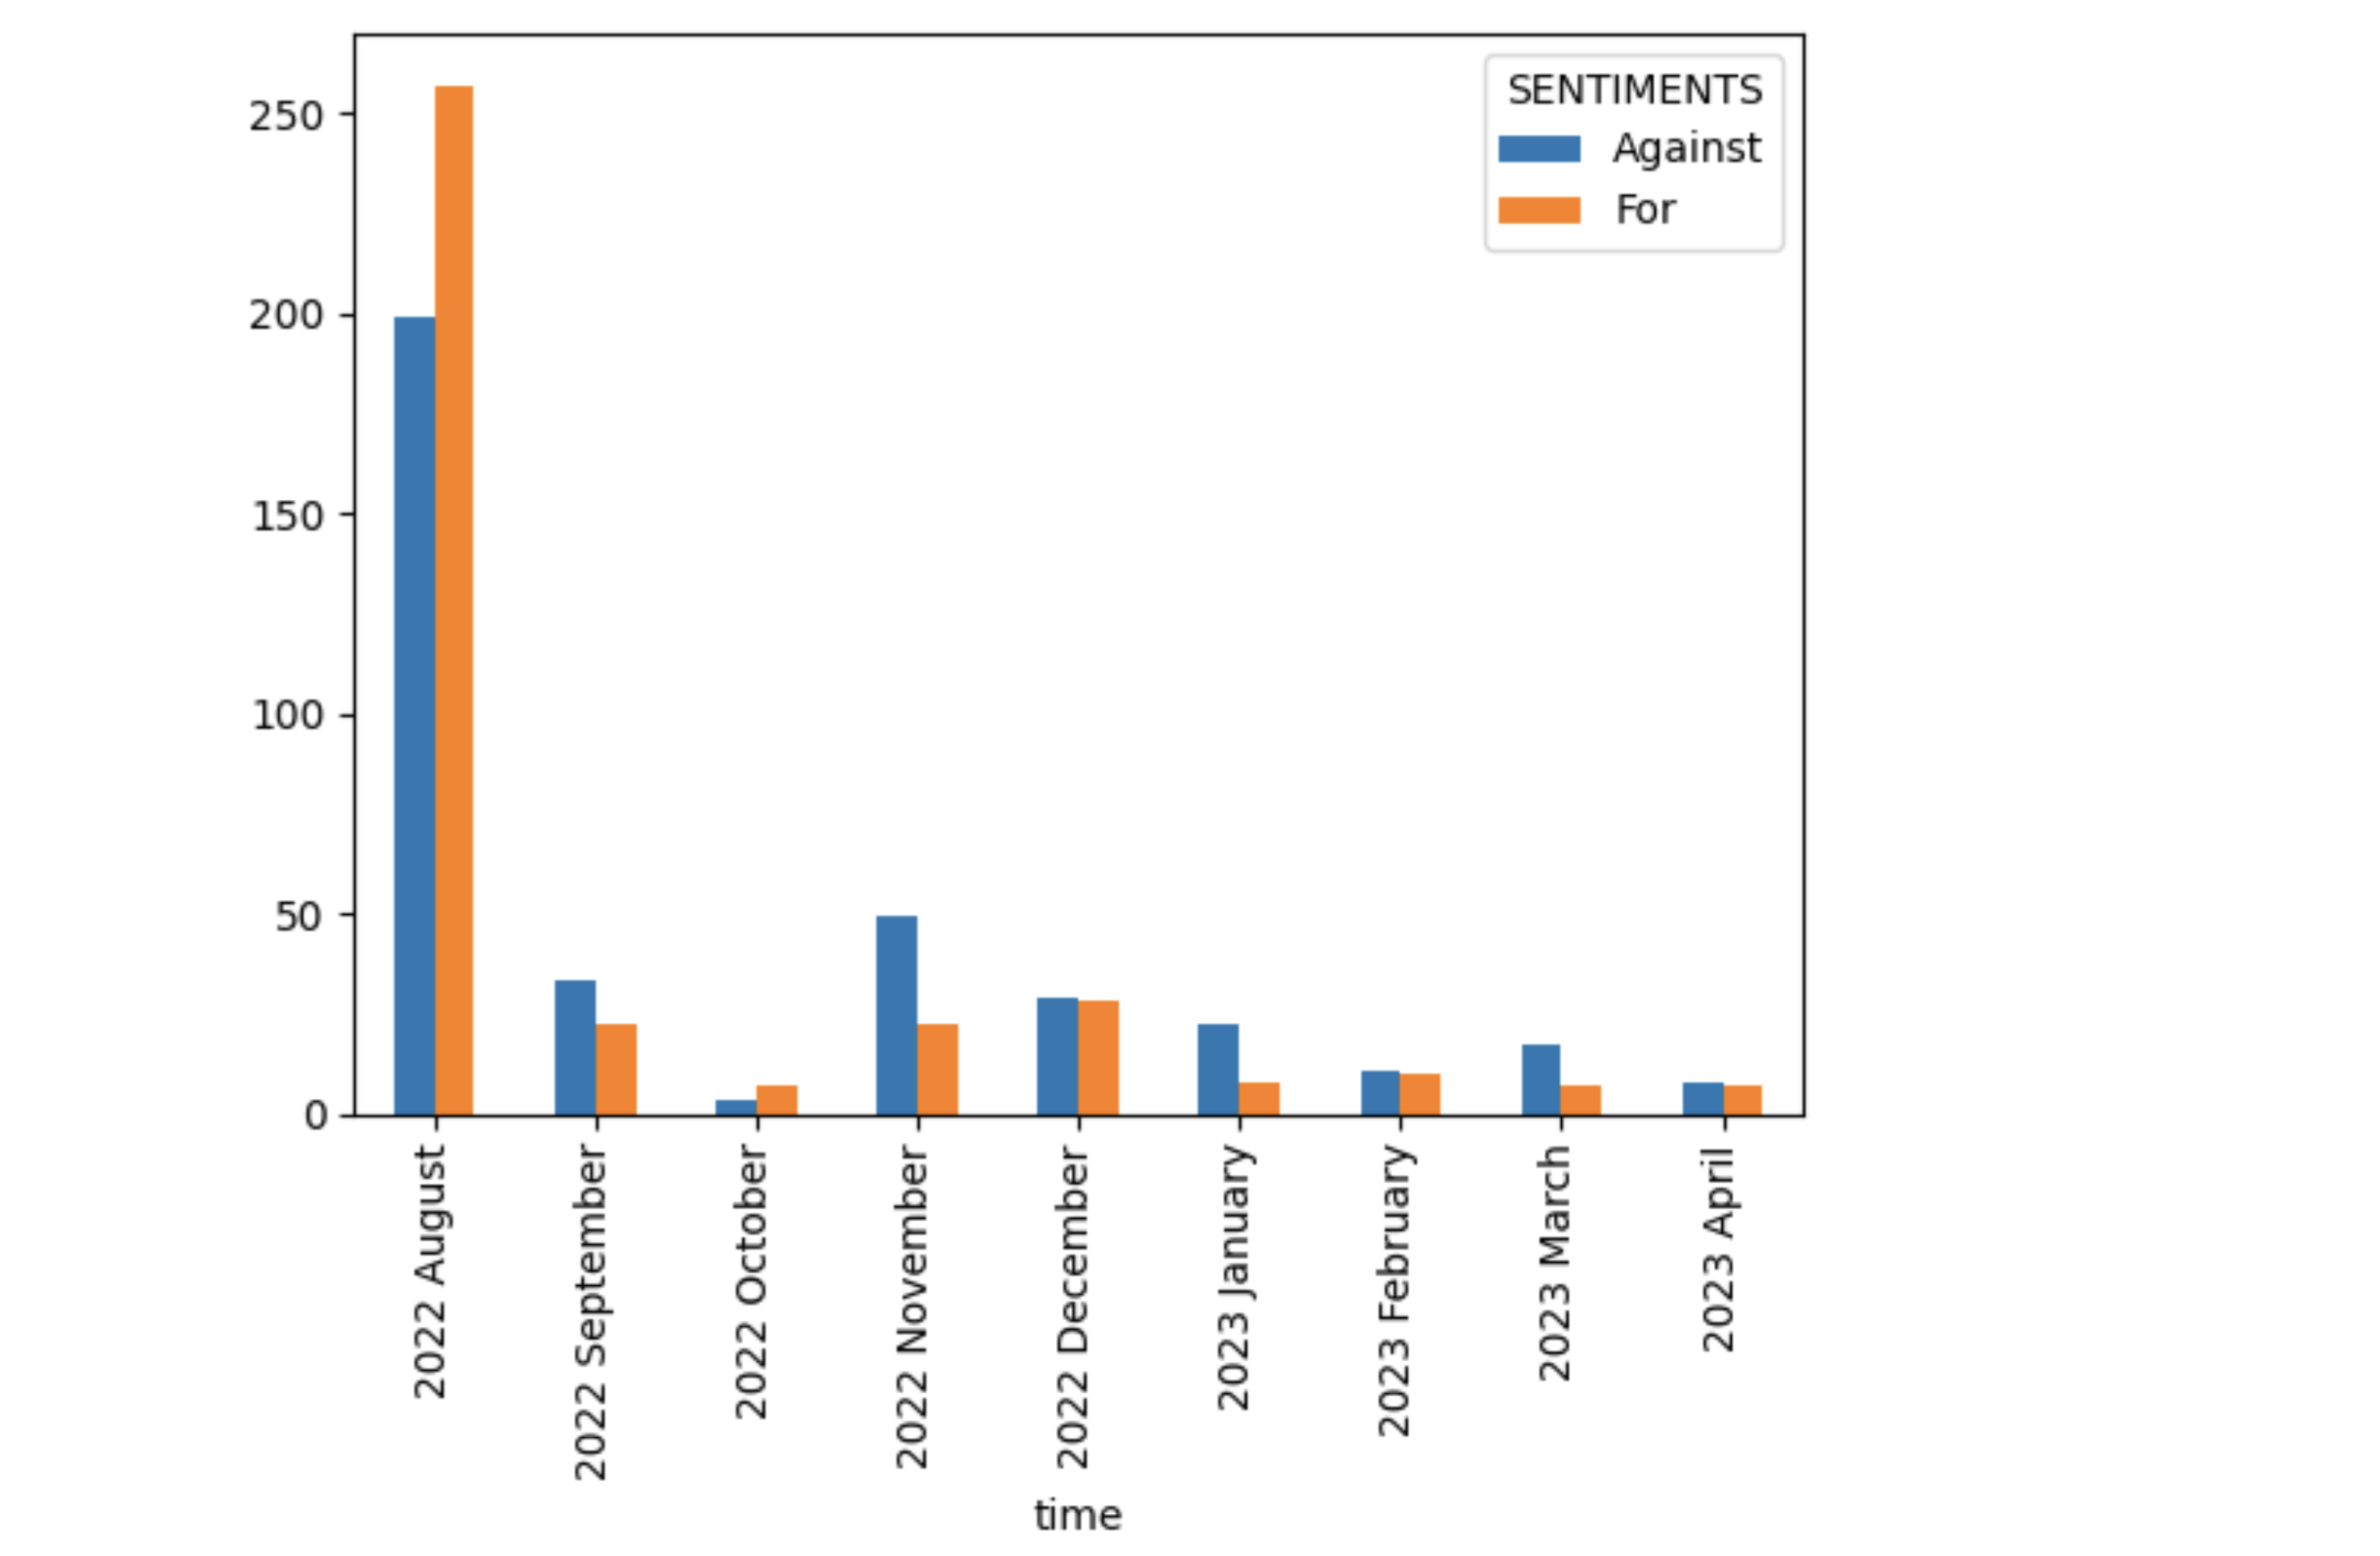 250
200
150
100
50
0
SENTIMENTS
Against
For
2022 August
2022 September
2022 October
2022 November
2022 December
2023 January
2023 February
2023 March
2023 April
time